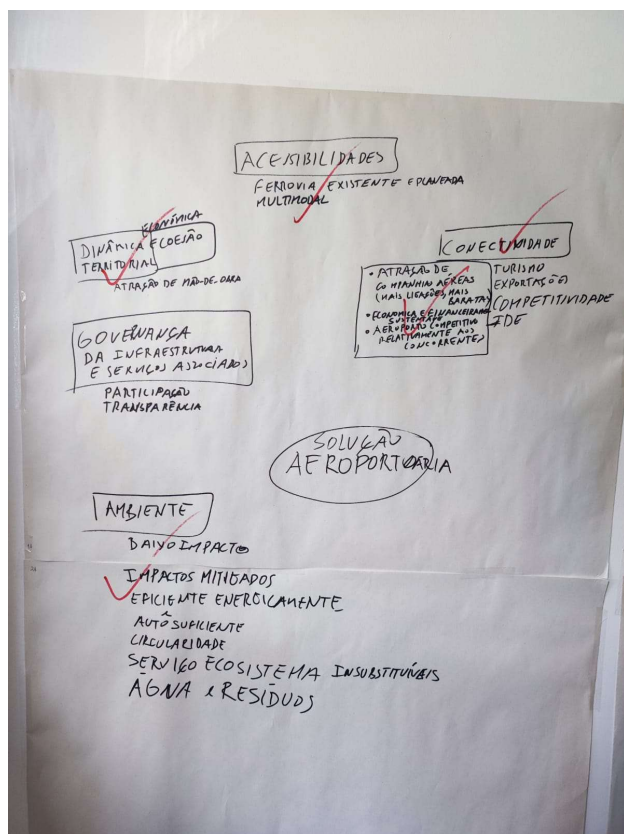 ACESSIBILIDADES
FERROVIA EXISTENTE E PLANEADA
MULTIMODAL
ECONÓMICA
DINÂMICA E COESÃO
TERRITORIAL
ATRAÇÃO DE MÃO-DE-OBRA
CONECTIVIDADE
TURISMO
EXPORTAÇÕES
COMPETITIVIDADE
IDE
• ATRAÇÃO DE
COMPANHIAS AÉREAS
(MAIS LIGAÇÕES, MAIS
BARATAS)
• ECONOMICA E FINANCEIRAMENTE
SUSTENTÁVEL
• AEROPORTO COMPETITIVO
RELATIVAMENTE AOS
CONCORRENTES
GOVERNANÇA
DA INFRAESTRUTURA
E SERVIÇOS ASSOCIADOS
PARTICIPAÇÃO
TRANSPARÊNCIA
SOLUÇÃO
AEROPORTUÁRIA
AMBIENTE
BAIXO IMPACTO
IMPACTOS MITIGADOS
EFICIENTE ENERGICAMENTE
AUTOSUFICIENTE
CIRCULARIDADE
SERVIÇO ECOSISTEMA INSUBSTITUÍVEIS
ÁGUA e RESÍDUOS